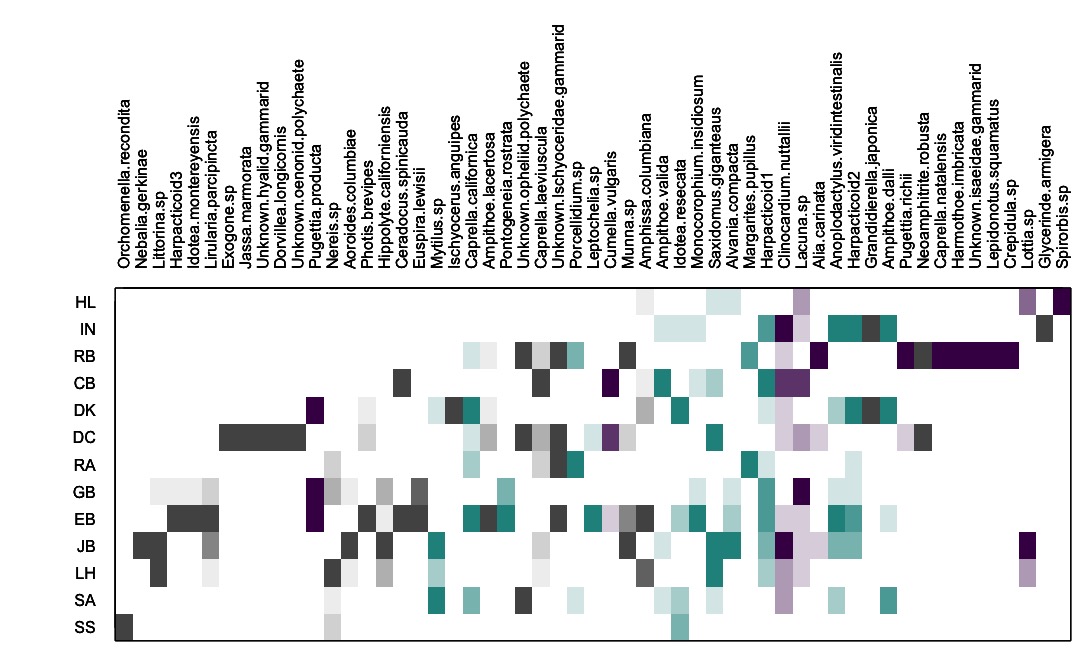 Orchomenella.recondita
Nebalia.gerkinae
Littorina.sp
Harpacticoid3
Idotea.montereyensis
Lirularia.parcipincta
Exogone.sp
Jassa.marmorata
Unknown.hyalid.gammarid
Dorvillea.longicornis
Unknown.oenonid.polychaete
Pugettia.producta
Nereis.sp
Aoroides.columbiae
Photis.brevipes
Hippolyte.californiensis
Ceradocus.spinicauda
Euspira.lewisii
Mytilus.sp
Ischyocerus.anguipes
Caprella.californica
Ampithoe.lacertosa
Pontogeneia.rostrata
Unknown.opheliid.polychaete
Caprella.laeviuscula
Unknown.Ischyoceridae.gammarid
Porcellidium.sp
Leptochelia.sp
Cumella.vulgaris
Munna.sp
Amphissa.columbiana
Ampithoe.valida
Idotea.resecata
Monocorophium.insidiosum
Saxidomus.giganteaus
Alvania.compacta
Margarites.pupillus
Harpacticoid1
Clinocardium.nuttallii
Lacuna.sp
Alia.carinata
Anoplodactylus.viridintestinalis
Harpacticoid2
Grandidierella.japonica
Ampithoe.dalli
Pugettia.richii
Neoamphitrite.robusta
Caprella.natalensis
Harmothoe.imbricata
Unknown.isaeidae.gammarid
Lepidonotus.squamatus
Crepidula.sp
Lottia.sp
Glycerinde.armigera
Spirorbis.sp
HL
IN
RB
CB
DK
DC
RA
GB
EB
JB
LH
SA
SS